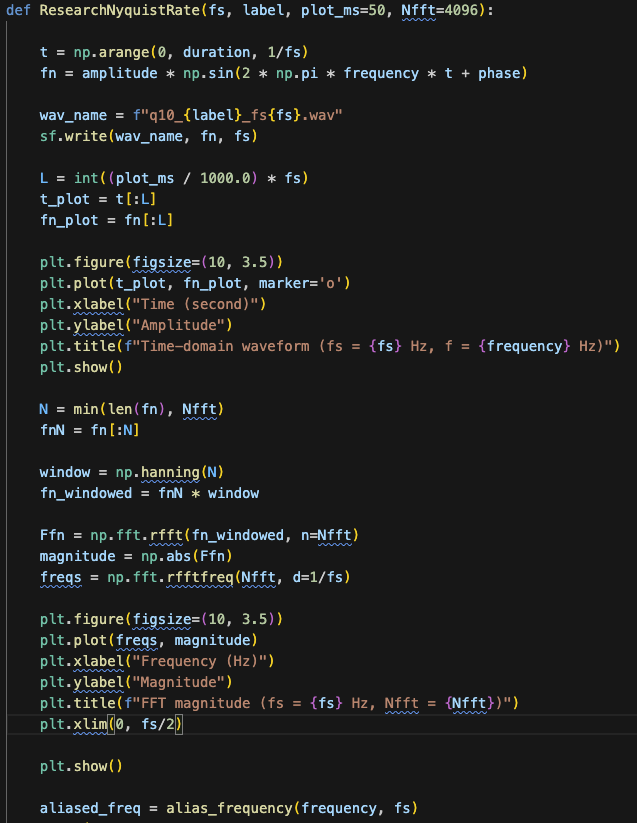 def ResearchNyquistRate(fs, label, plot_ms=50, Nfft=4096):
t = np.arange(0, duration, 1/fs)
fn = amplitude * np.sin(2 * np.pi * frequency * t + phase)
wav_name = f"q10_{label}_fs{fs}.wav"
sf.write(wav_name, fn, fs)
L = int((plot_ms / 1000.0) * fs)
t_plot = t[:L]
fn_plot = fn[:L]
plt.figure(figsize=(10, 3.5))
plt.plot(t_plot, fn_plot, marker='o')
plt.xlabel("Time (second)")
plt.ylabel("Amplitude")
plt.title(f"Time-domain waveform (fs = {fs} Hz, f = {frequency} Hz)")
plt.show()
N = min(len(fn), Nfft)
fnN = fn[:N]
window = np.hanning(N)
fn_windowed = fnN * window
Ffn = np.fft.rfft(fn_windowed, n=Nfft)
magnitude = np.abs(Ffn)
freqs = np.fft.rfftfreq(Nfft, d=1/fs)
plt.figure(figsize=(10, 3.5))
plt.plot(freqs, magnitude)
plt.xlabel("Frequency (Hz)")
plt.ylabel("Magnitude")
plt.title(f"FFT magnitude (fs = {fs} Hz, Nfft = {Nfft})")
plt.xlim(0, fs/2)
plt.show()
aliased_freq = alias_frequency(frequency, fs)